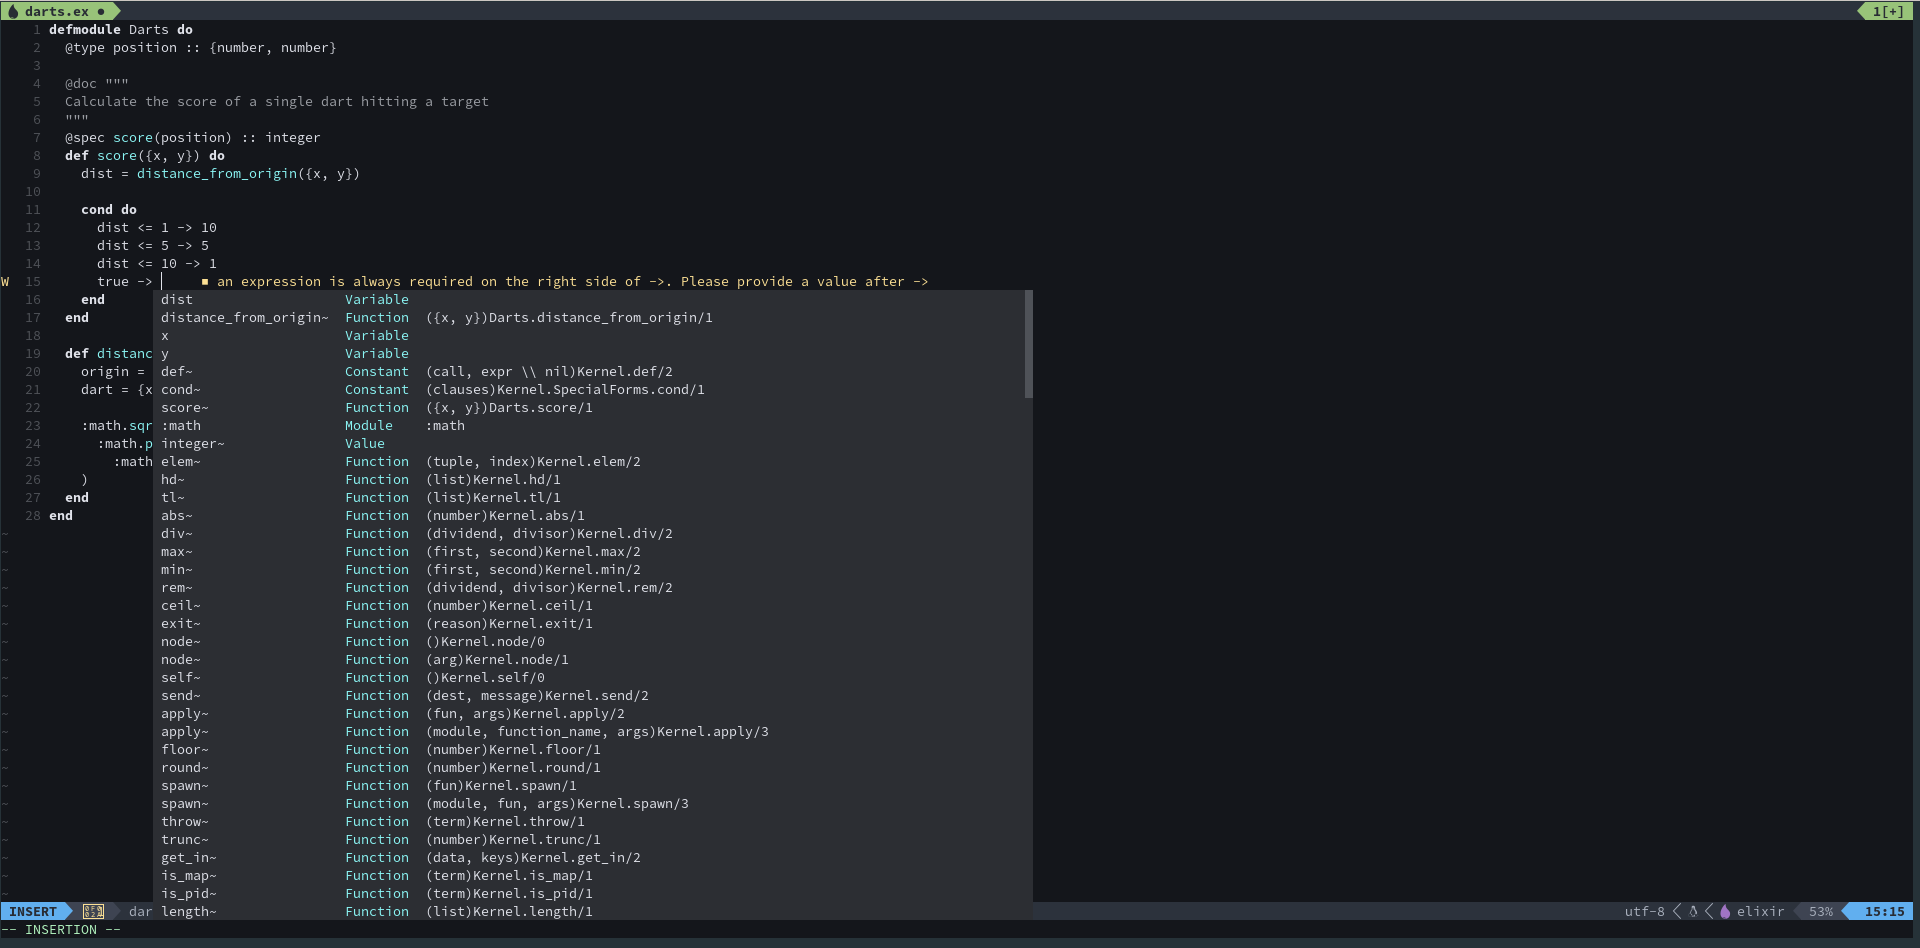 darts.ex ● 1[+]
1 defmodule Darts do
2 @type position :: {number, number}
3
4 @doc """
5 Calculate the score of a single dart hitting a target
6 """
7 @spec score(position) :: integer
8 def score({x, y}) do
9 dist = distance_from_origin({x, y})
10
11 cond do
12 dist <= 1 -> 10
13 dist <= 5 -> 5
14 dist <= 10 -> 1
W 15 true -> ■ an expression is always required on the right side of ->. Please provide a value after ->
16 end dist Variable
17 end distance_from_origin~ Function ({x, y})Darts.distance_from_origin/1
18 x Variable
19 def distanc y Variable
20 origin = def~ Constant (call, expr \\ nil)Kernel.def/2
21 dart = {x cond~ Constant (clauses)Kernel.SpecialForms.cond/1
22 score~ Function ({x, y})Darts.score/1
23 :math.sqr :math Module :math
24 :math.p integer~ Value
25 :math elem~ Function (tuple, index)Kernel.elem/2
26 ) hd~ Function (list)Kernel.hd/1
27 end tl~ Function (list)Kernel.tl/1
28 end abs~ Function (number)Kernel.abs/1
~ div~ Function (dividend, divisor)Kernel.div/2
~ max~ Function (first, second)Kernel.max/2
~ min~ Function (first, second)Kernel.min/2
~ rem~ Function (dividend, divisor)Kernel.rem/2
~ ceil~ Function (number)Kernel.ceil/1
~ exit~ Function (reason)Kernel.exit/1
~ node~ Function ()Kernel.node/0
~ node~ Function (arg)Kernel.node/1
~ self~ Function ()Kernel.self/0
~ send~ Function (dest, message)Kernel.send/2
~ apply~ Function (fun, args)Kernel.apply/2
~ apply~ Function (module, function_name, args)Kernel.apply/3
~ floor~ Function (number)Kernel.floor/1
~ round~ Function (number)Kernel.round/1
~ spawn~ Function (fun)Kernel.spawn/1
~ spawn~ Function (module, fun, args)Kernel.spawn/3
~ throw~ Function (term)Kernel.throw/1
~ trunc~ Function (number)Kernel.trunc/1
~ get_in~ Function (data, keys)Kernel.get_in/2
~ is_map~ Function (term)Kernel.is_map/1
~ is_pid~ Function (term)Kernel.is_pid/1
INSERT dar length~ Function (list)Kernel.length/1 utf-8 elixir 53% 15:15
-- INSERTION --